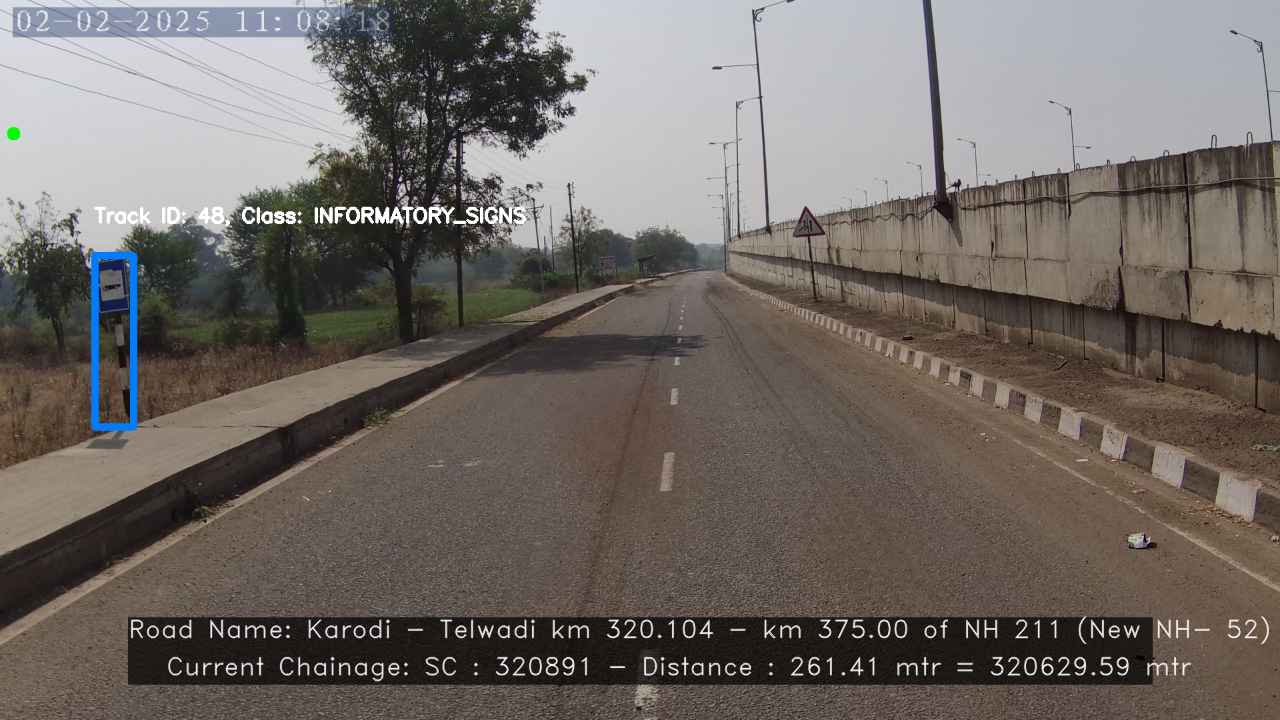 02-02-2025 11:08:18
Track ID: 48, Class: INFORMATORY_SIGNS
Road Name: Karodi - Telwadi km 320.104 - km 375.00 of NH 211 (New NH- 52)
Current Chainage: SC : 320891 - Distance : 261.41 mtr = 320629.59 mtr